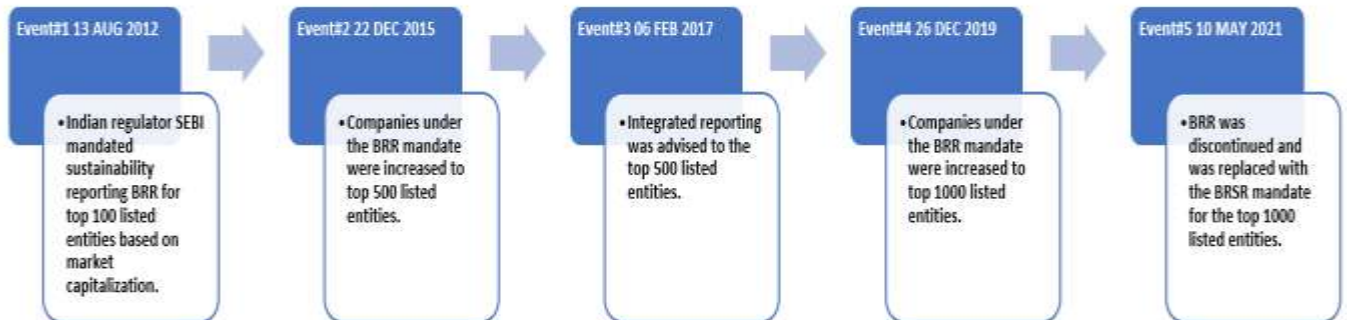 Event#1 13 AUG 2012
•Indian regulator SEBI
mandated
sustainability
reporting BRR for
top 100 listed
entities based on
market
capitalization.
Event#2 22 DEC 2015
•Companies under
the BRR mandate
were increased to
top 500 listed
entities.
Event#3 06 FEB 2017
•Integrated reporting
was advised to the
top 500 listed
entities.
Event#4 26 DEC 2019
•Companies under
the BRR mandate
were increased to
top 1000 listed
entities.
Event#5 10 MAY 2021
•BRR was
discontinued and
was replaced with
the BRSR mandate
for the top 1000
listed entities.